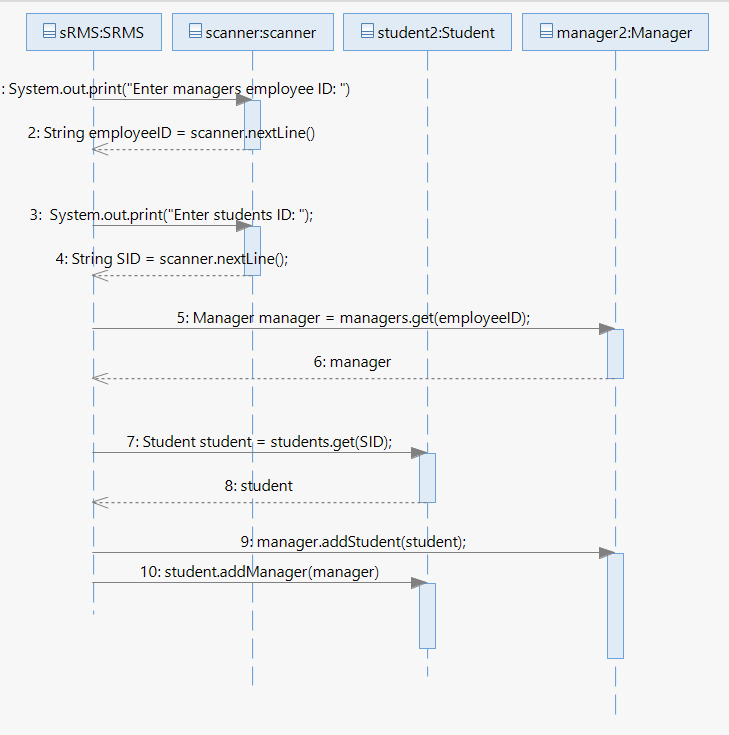 sRMS:SRMS
scanner:scanner
student2:Student
manager2:Manager
: System.out.print("Enter managers employee ID: ")
2: String employeeID = scanner.nextLine()
3:  System.out.print("Enter students ID: ");
4: String SID = scanner.nextLine();
5: Manager manager = managers.get(employeeID);
6: manager
7: Student student = students.get(SID);
8: student
9: manager.addStudent(student);
10: student.addManager(manager)